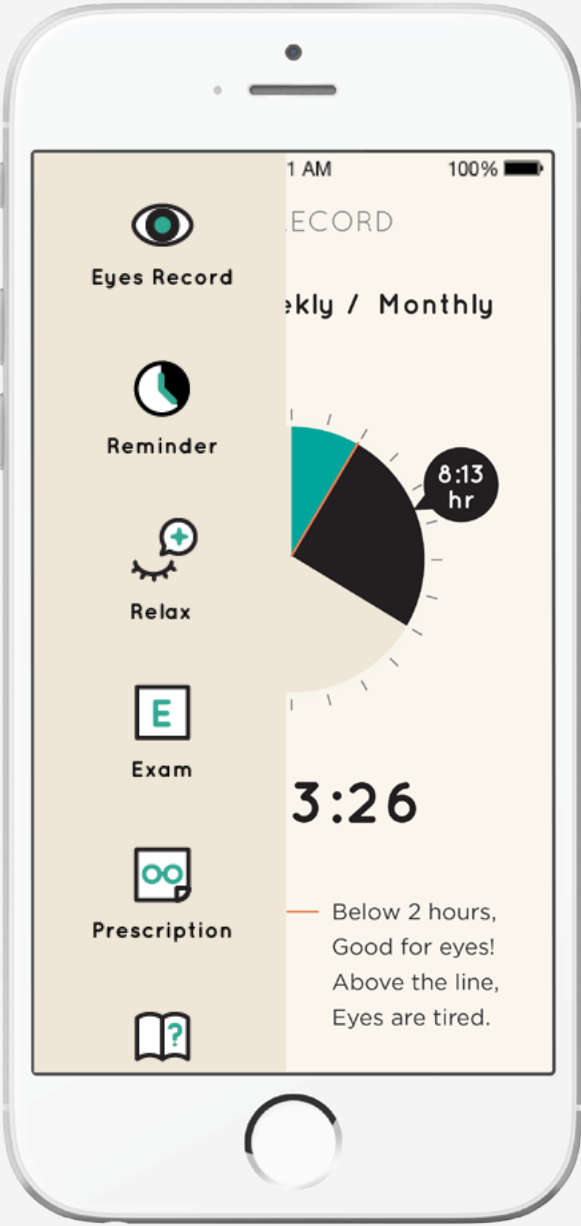 1 AM
100%
ECORD
ekly / Monthly
Eyes Record
Reminder
Relax
E
Exam
Prescription
?
8:13
hr
3:26
Below 2 hours,
Good for eyes!
Above the line,
Eyes are tired.